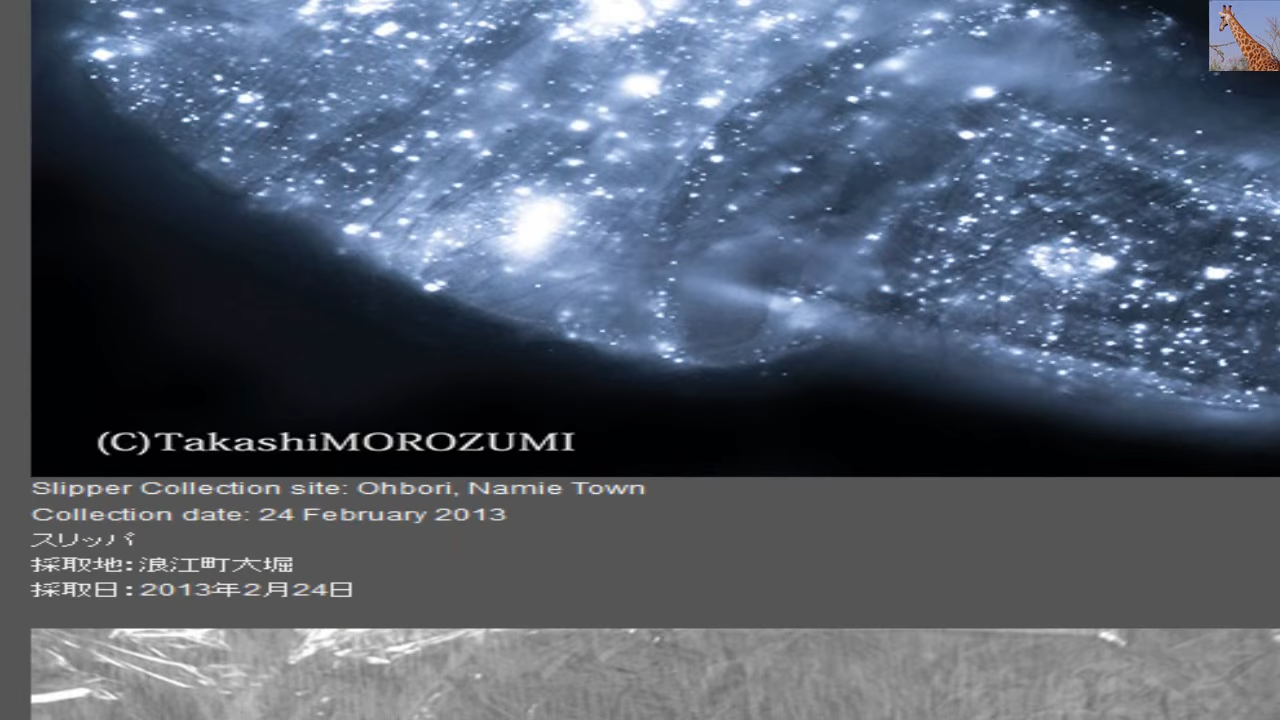 (C)TakashiMOROZUMI
Slipper Collection site: Ohbori, Namie Town
Collection date: 24 February 2013
スリッパ
採取地：浪江町大堀
採取日：2013年2月24日